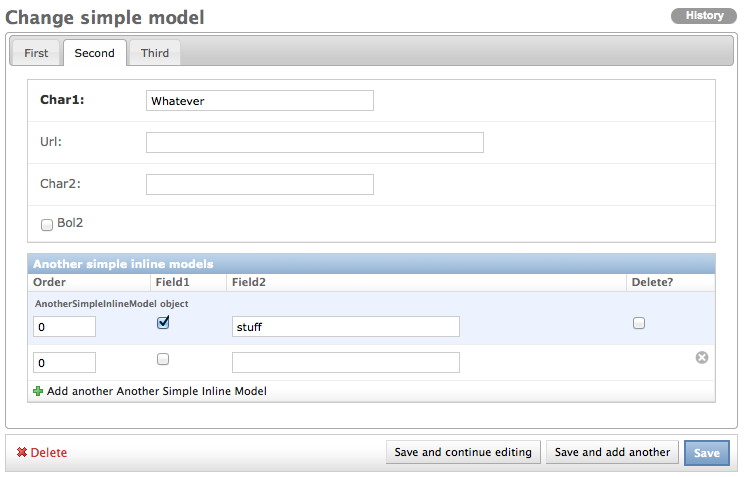 Change simple model History
First Second Third
Char1: Whatever
Url:
Char2:
Bol2
Another simple inline models
Order Field1 Field2 Delete?
AnotherSimpleInlineModel object
0 stuff
0
Add another Another Simple Inline Model
Delete Save and continue editing Save and add another Save